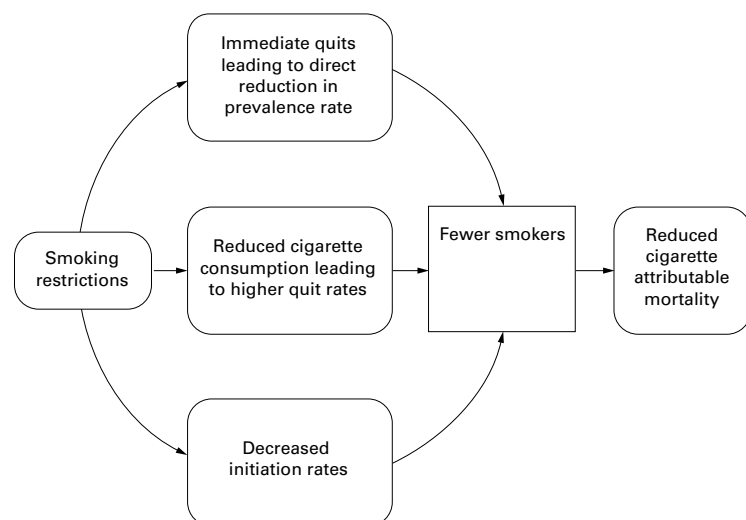 Immediate quits
leading to direct
reduction in
prevalence rate
Smoking
restrictions
Reduced cigarette
consumption leading
to higher quit rates
Fewer smokers
Reduced
cigarette
attributable
mortality
Decreased
initiation rates